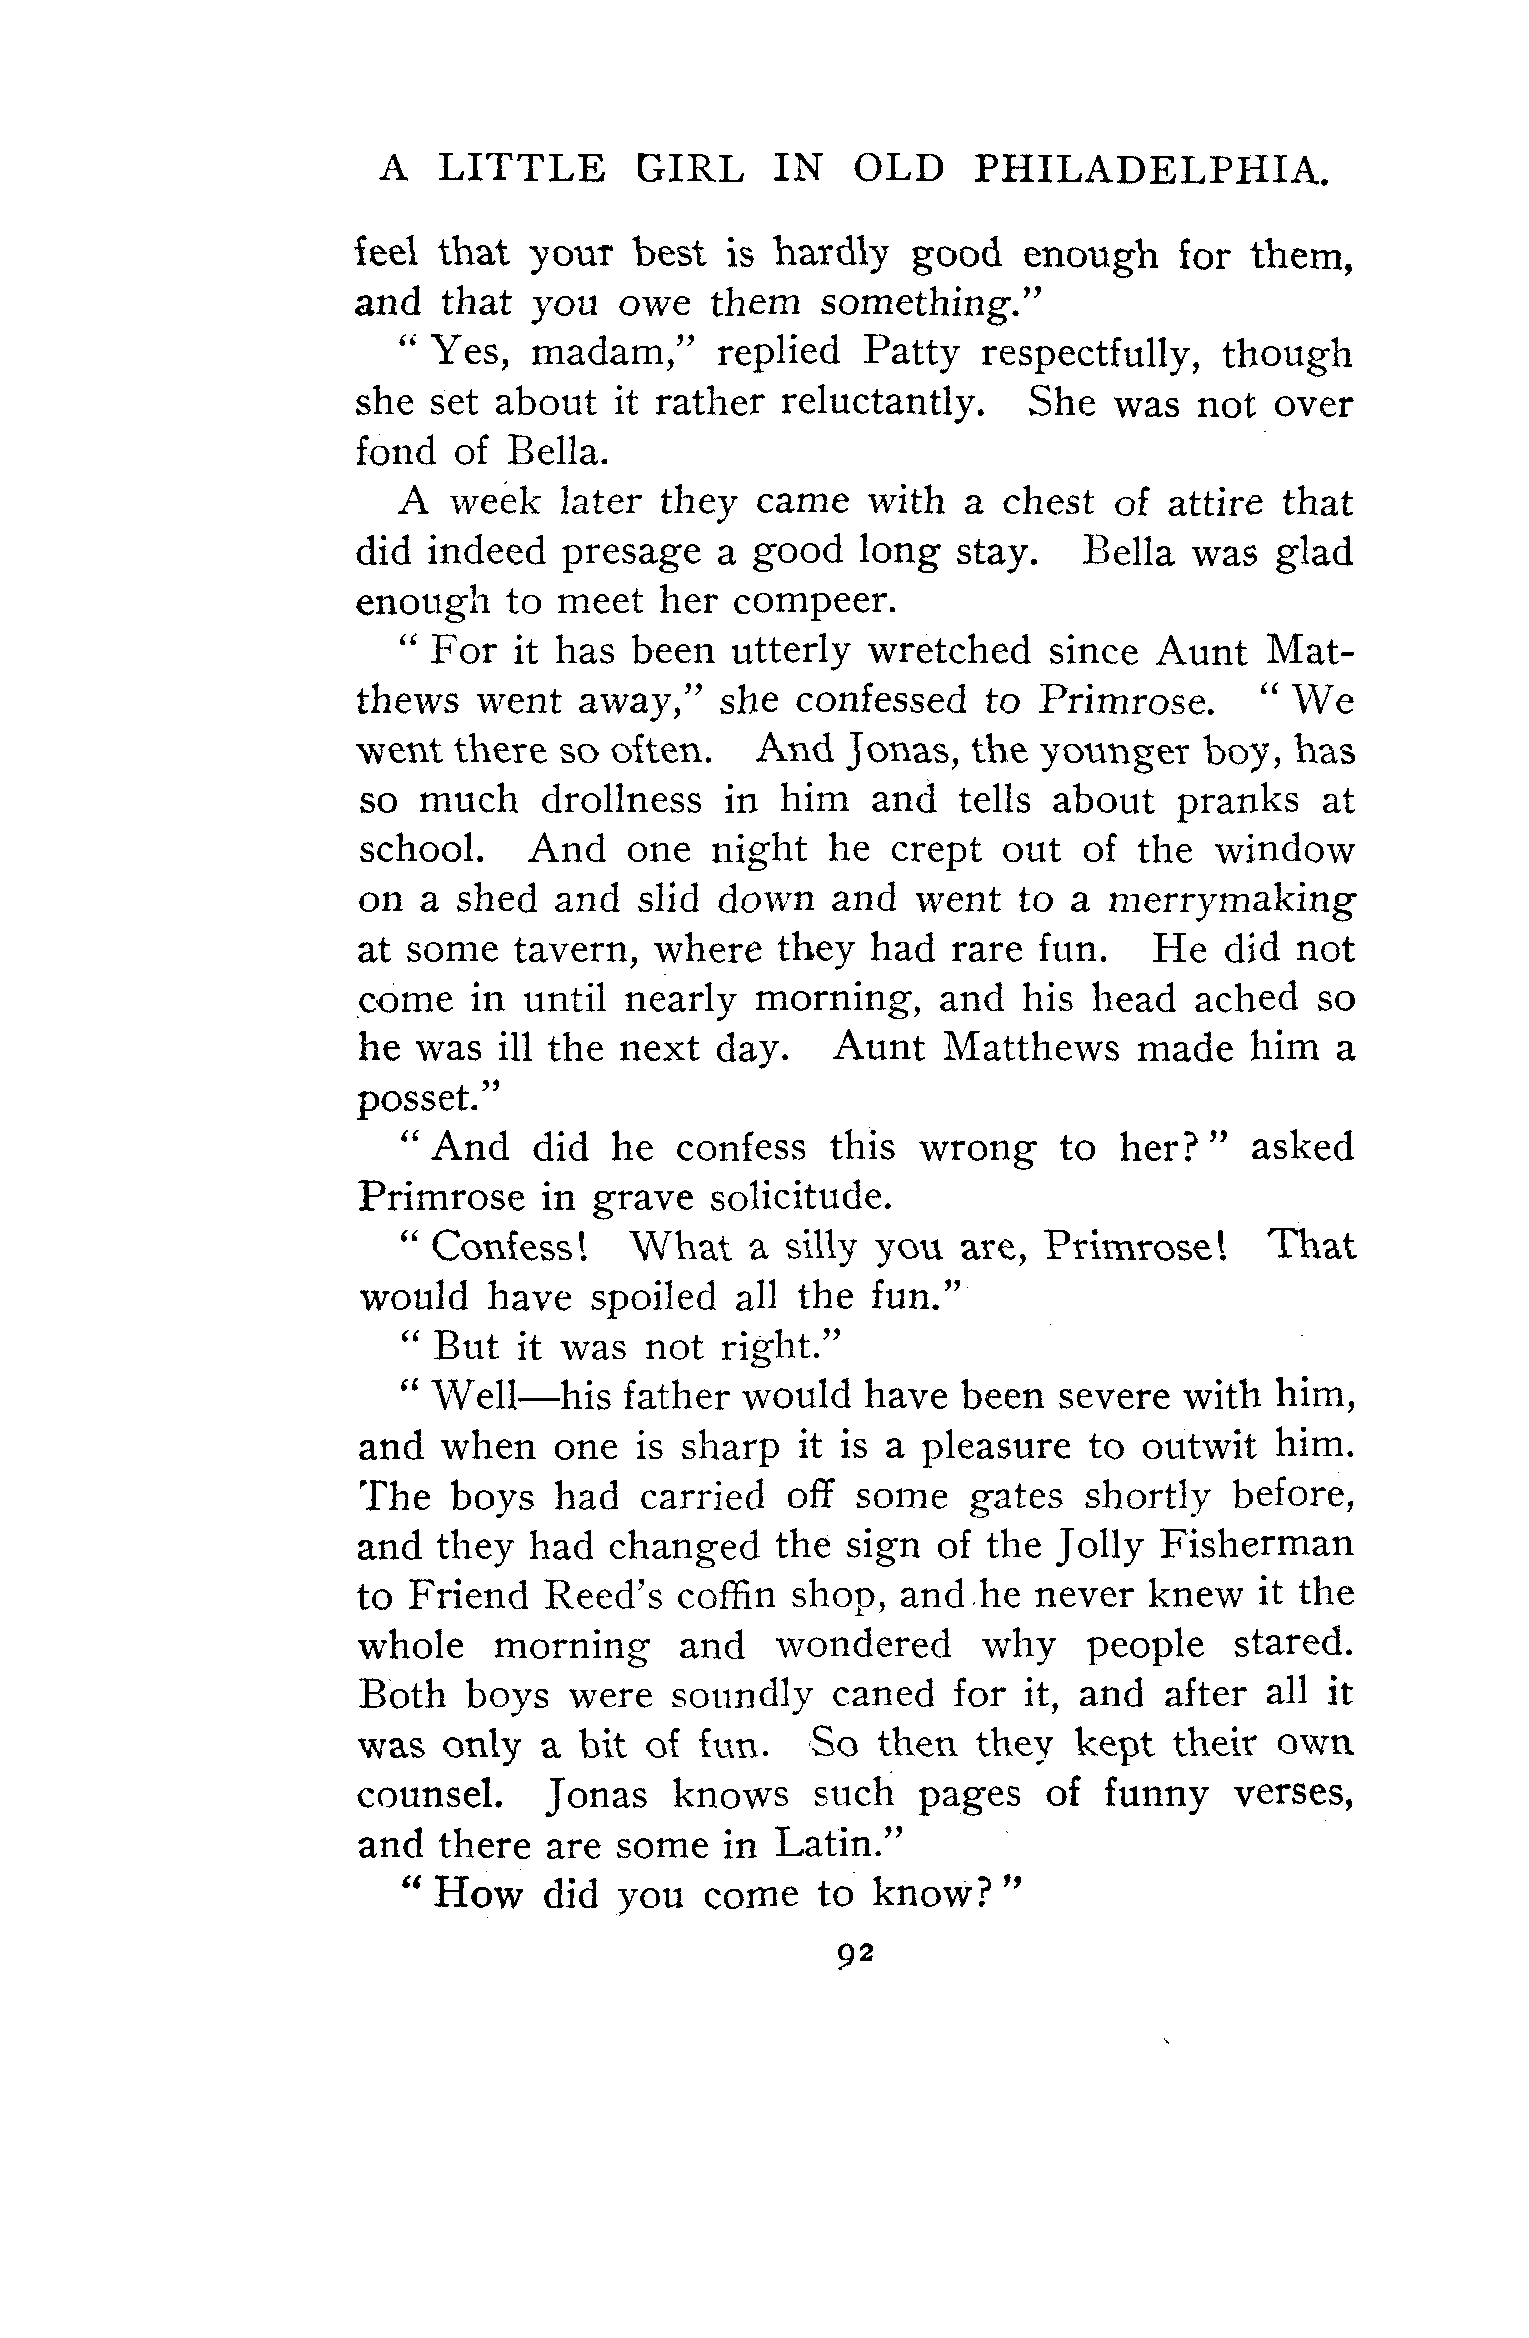 A LITTLE GIRL IN OLD PHILADELPHIA.
feel that your best is hardly good enough for them,
and that you owe them something.”
“ Yes, madam,” replied Patty respectfully, though
she set about it rather reluctantly. She was not over
fond of Bella.
A week later they came with a chest of attire that
did indeed presage a good long stay. Bella was glad
enough to meet her compeer.
“ For it has been utterly wretched since Aunt Mat-
thews went away,” she confessed to Primrose. “ We
went there so often. And Jonas, the younger boy, has
so much drollness in him and tells about pranks at
school. And one night he crept out of the window
on a shed and slid down and went to a merrymaking
at some tavern, where they had rare fun. He did not
come in until nearly morning, and his head ached so
he was ill the next day. Aunt Matthews made him a
posset.”
“ And did he confess this wrong to her? ” asked
Primrose in grave solicitude.
“ Confess! What a silly you are, Primrose! That
would have spoiled all the fun.”
“ But it was not right.”
“ Well—his father would have been severe with him,
and when one is sharp it is a pleasure to outwit him.
The boys had carried off some gates shortly before,
and they had changed the sign of the Jolly Fisherman
to Friend Reed’s coffin shop, and he never knew it the
whole morning and wondered why people stared.
Both boys were soundly caned for it, and after all it
was only a bit of fun. So then they kept their own
counsel. Jonas knows such pages of funny verses,
and there are some in Latin.”
“ How did you come to know? ”
92